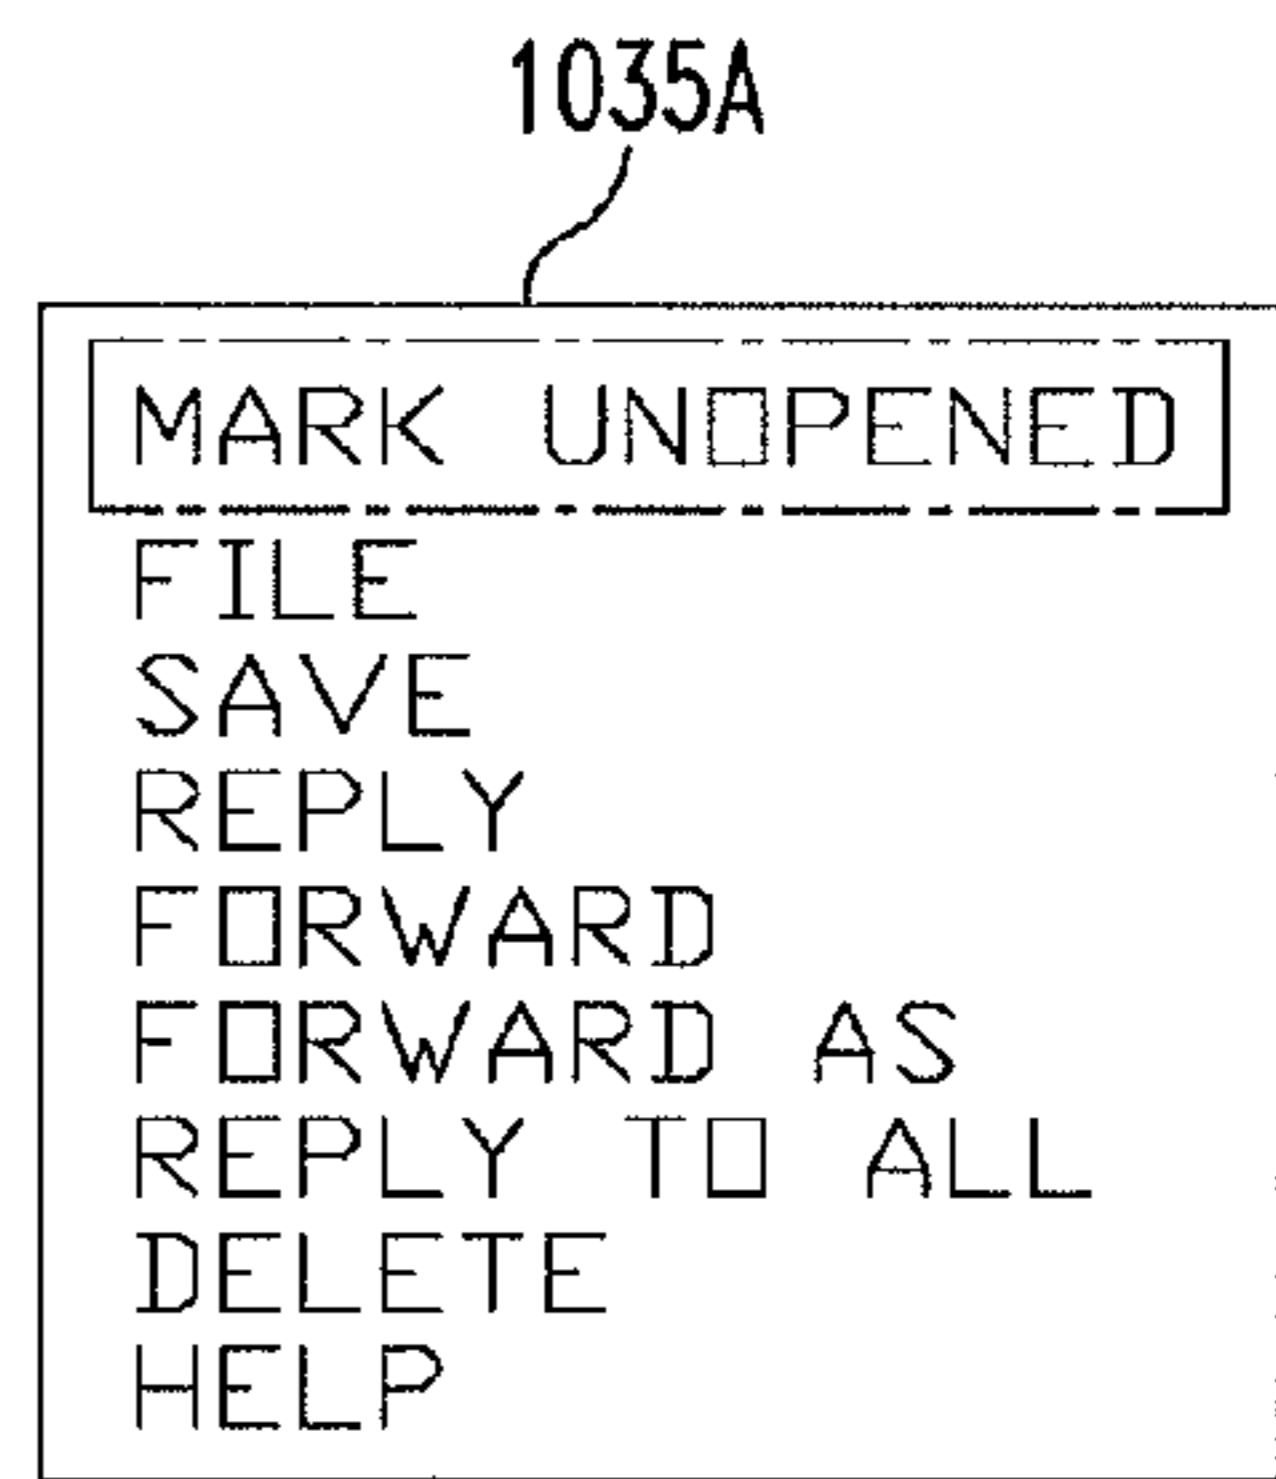 1035A
MARK UNOPENED
FILE
SAVE
REPLY
FORWARD
FORWARD AS
REPLY TO ALL
DELETE
HELP